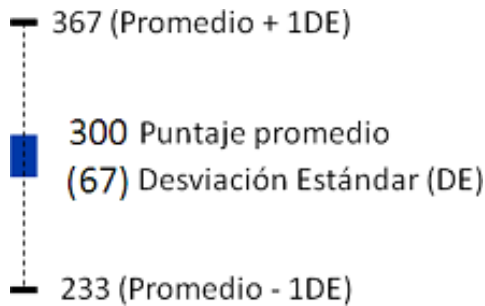 367 (Promedio + 1DE)
300 Puntaje promedio
(67) Desviación Estándar (DE)
233 (Promedio - 1DE)